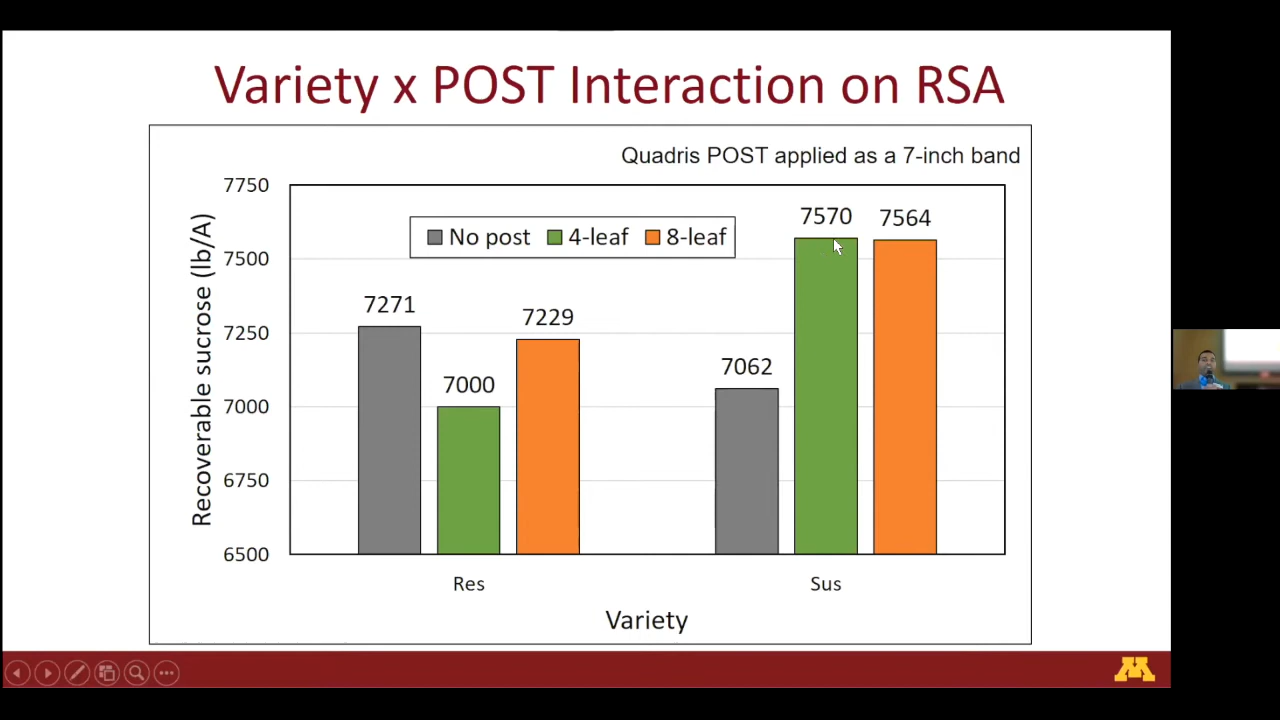 Variety x POST Interaction on RSA
Quadris POST applied as a 7-inch band
Recoverable sucrose (lb/A)
7750
7500
7250
7000
6750
6500
No post 4-leaf 8-leaf
7271
7000
7229
7062
7570
7564
Res
Sus
Variety
M